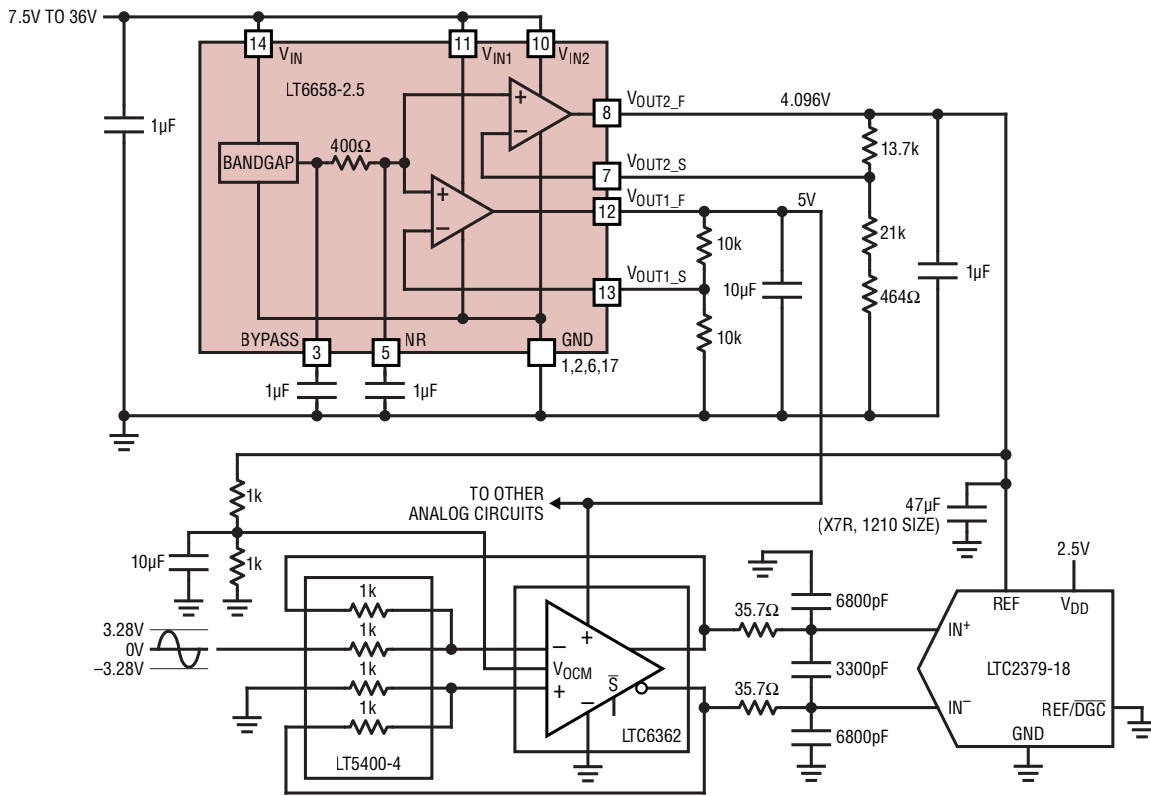 7.5V TO 36V
14
VIN
11
VIN1
10
VIN2
LT6658-2.5
1µF
BANDGAP
400Ω
+
–
8
VOUT2_F
4.096V
13.7k
7
VOUT2_S
12
VOUT1_F
5V
+
–
10k
21k
1µF
13
VOUT1_S
10µF
464Ω
10k
BYPASS
3
5
NR
GND
1,2,6,17
1µF
1µF
1k
TO OTHER
ANALOG CIRCUITS
47µF
(X7R, 1210 SIZE)
10µF
1k
2.5V
1k
6800pF
REF
VDD
35.7Ω
IN+
3.28V
0V
–3.28V
1k
+
–
VOCM
3300pF
LTC2379-18
1k
+
S̅
–
35.7Ω
IN–
REF/D̅G̅C̅
1k
LTC6362
6800pF
GND
LT5400-4